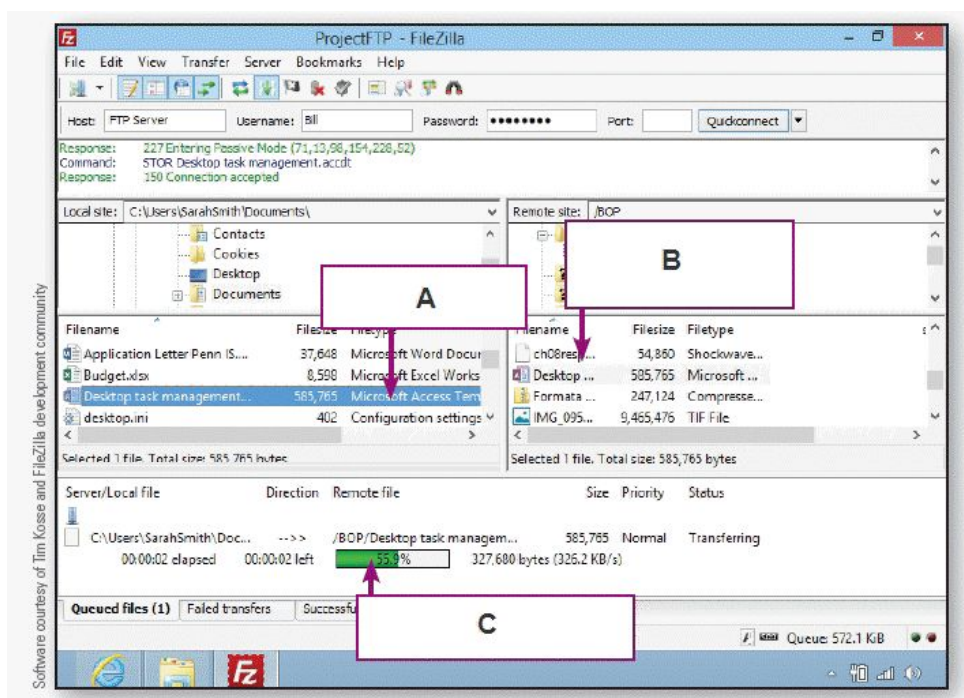 ProjectFTP - FileZilla
File Edit View Transfer Server Bookmarks Help
Host: FTP Server Username: Bill Password: •••••••• Port: Quickconnect
Response: 227 Entering Passive Mode (71,13,98,154,228,52)
Command: STOR Desktop task management.accdt
Response: 150 Connection accepted
Local site: C:\Users\SarahSmith\Documents\
Contacts
Cookies
Desktop
Documents
Remote site: /BOP
A
B
Filename Filesize Filetype
Application Letter Penn IS.... 37,648 Microsoft Word Docur
Budget.xlsx 8,598 Microsoft Excel Works
Desktop task management... 585,765 Microsoft Access Tem
desktop.ini 402 Configuration settings
Selected 1 file. Total size: 585,765 bytes
Filename Filesize Filetype
54,860 Shockwave...
Desktop ... 585,765 Microsoft ...
Formata ... 247,124 Compresse...
IMG_095... 9,465,476 TIF File
Selected 1 file. Total size: 585,765 bytes
Server/Local file Direction Remote file Size Priority Status
C:\Users\SarahSmith\Doc... -->> /BOP/Desktop task managem... 585,765 Normal Transferring
00:00:02 elapsed 00:00:02 left 55.9% 327,680 bytes (326.2 KB/s)
Queued files (1) Failed transfers
C
Queue: 572.1 KiB
Software courtesy of Tim Kosse and FileZilla development community